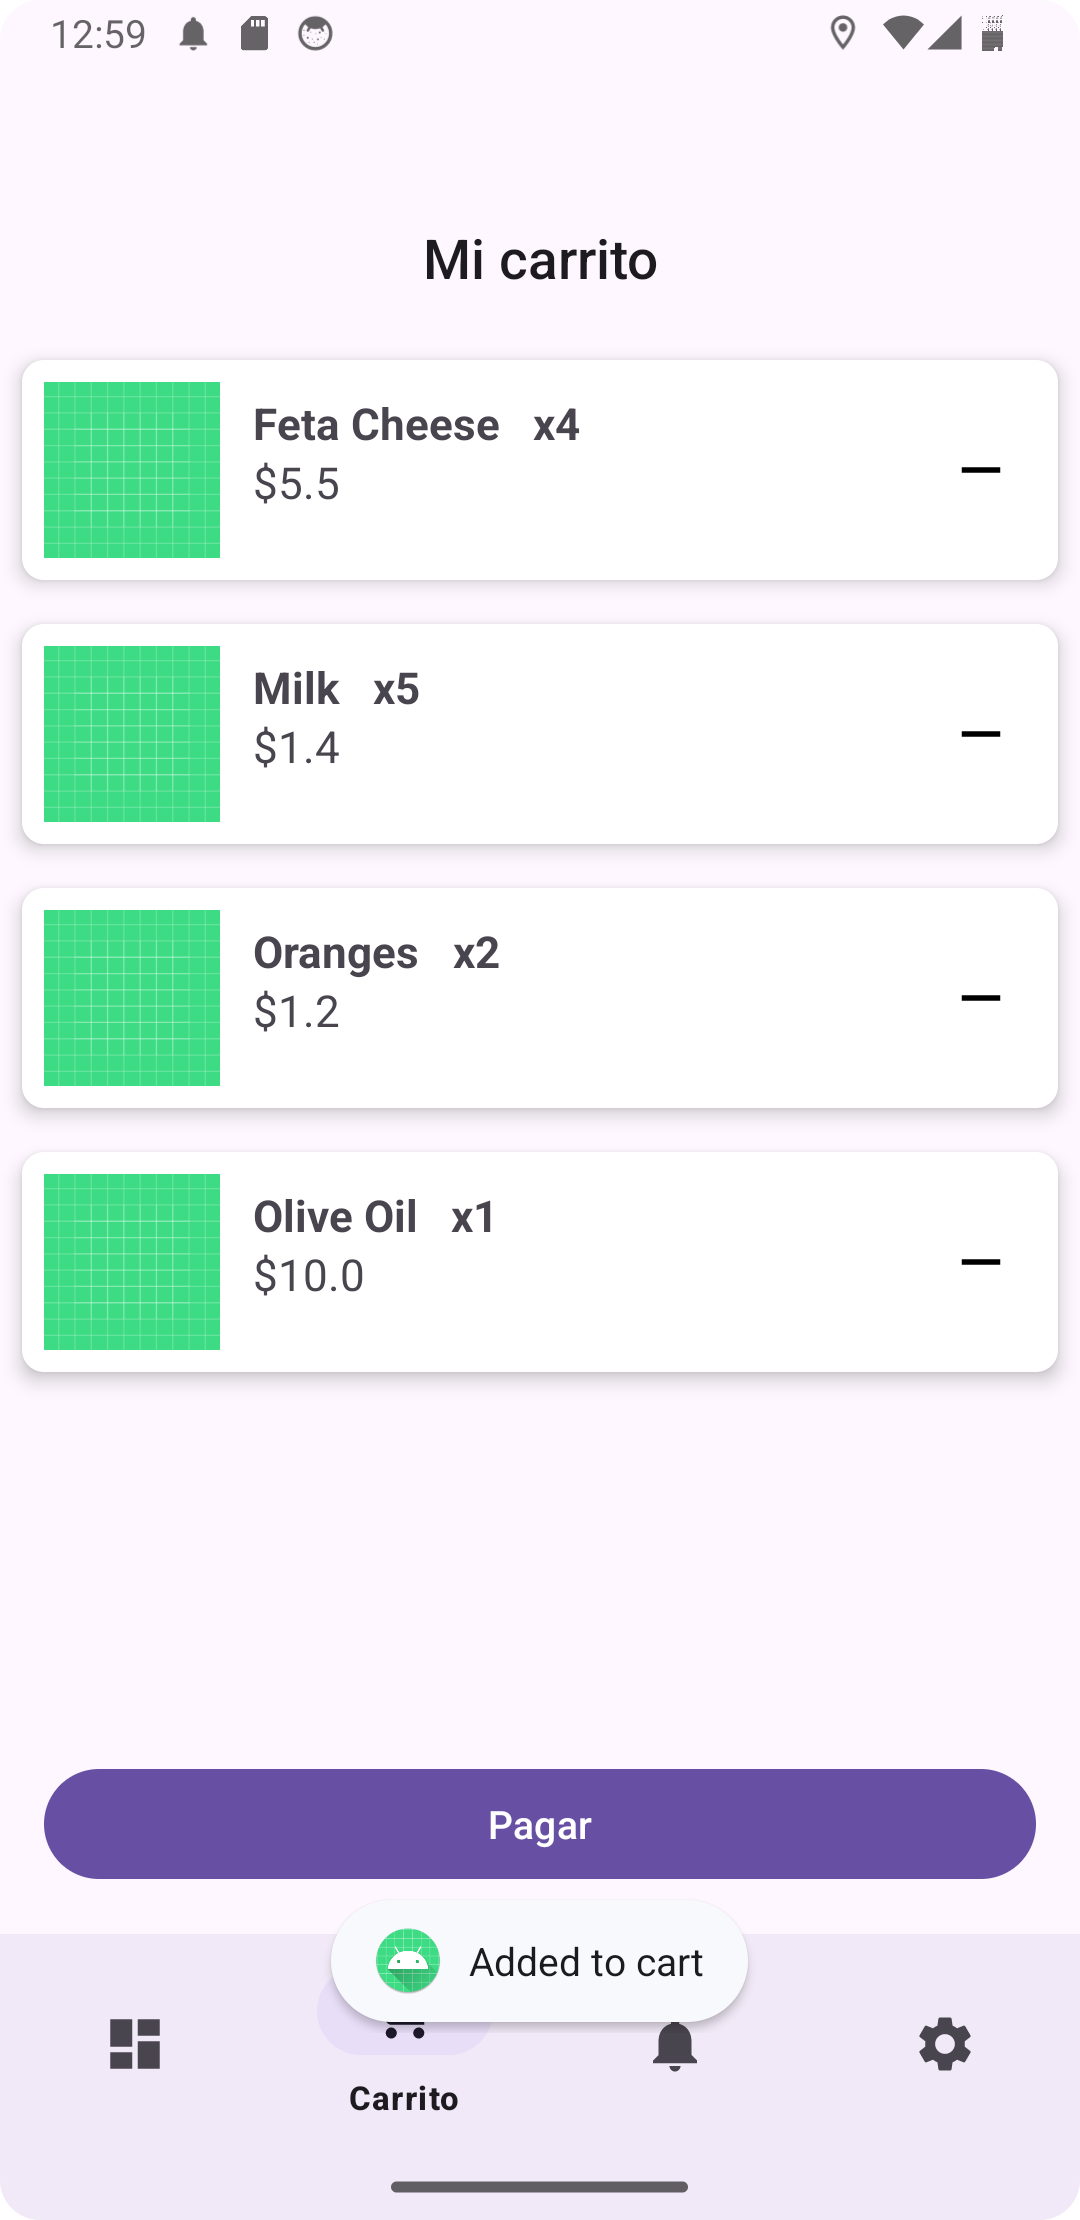 12:59
Mi carrito
Feta Cheese x4
$5.5
Milk x5
$1.4
Oranges x2
$1.2
Olive Oil x1
$10.0
Pagar
Added to cart
Carrito